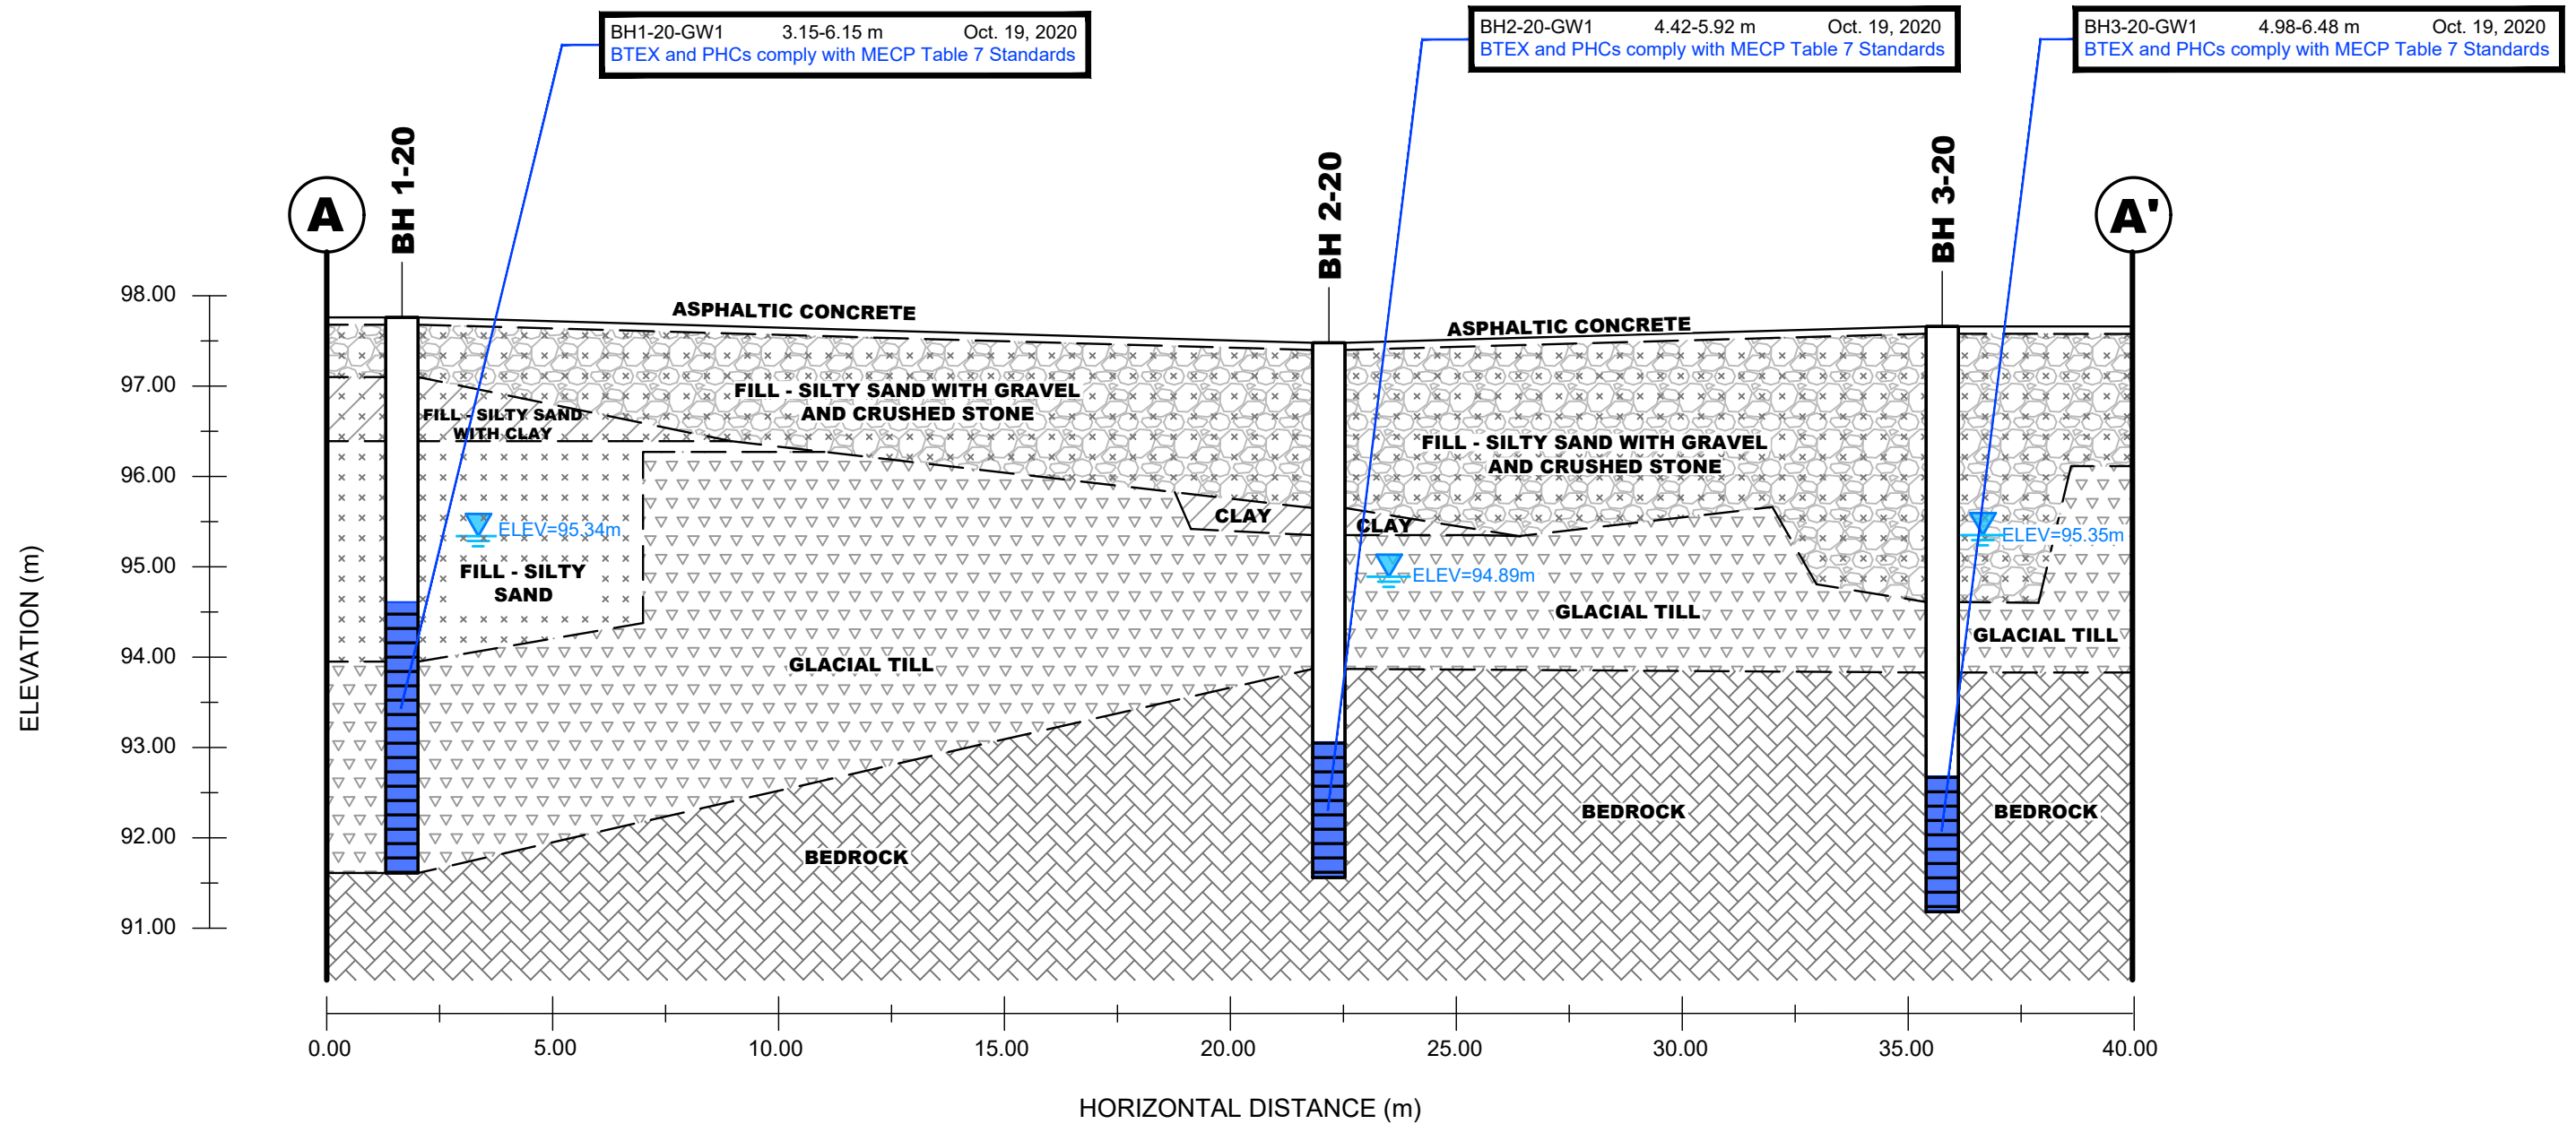 BH1-20-GW1 3.15-6.15 m Oct. 19, 2020
BTEX and PHCs comply with MECP Table 7 Standards
BH2-20-GW1 4.42-5.92 m Oct. 19, 2020
BTEX and PHCs comply with MECP Table 7 Standards
BH3-20-GW1 4.98-6.48 m Oct. 19, 2020
BTEX and PHCs comply with MECP Table 7 Standards
A
BH 1-20
BH 2-20
BH 3-20
A'
98.00
97.00
96.00
95.00
94.00
93.00
92.00
91.00
ELEVATION (m)
ASPHALTIC CONCRETE
ASPHALTIC CONCRETE
FILL - SILTY SAND WITH GRAVEL
AND CRUSHED STONE
FILL - SILTY SAND
WITH CLAY
FILL - SILTY SAND WITH GRAVEL
AND CRUSHED STONE
CLAY
CLAY
ELEV=95.34m
ELEV=94.89m
ELEV=95.35m
FILL - SILTY
SAND
GLACIAL TILL
GLACIAL TILL
GLACIAL TILL
BEDROCK
BEDROCK
BEDROCK
0.00 5.00 10.00 15.00 20.00 25.00 30.00 35.00 40.00
HORIZONTAL DISTANCE (m)